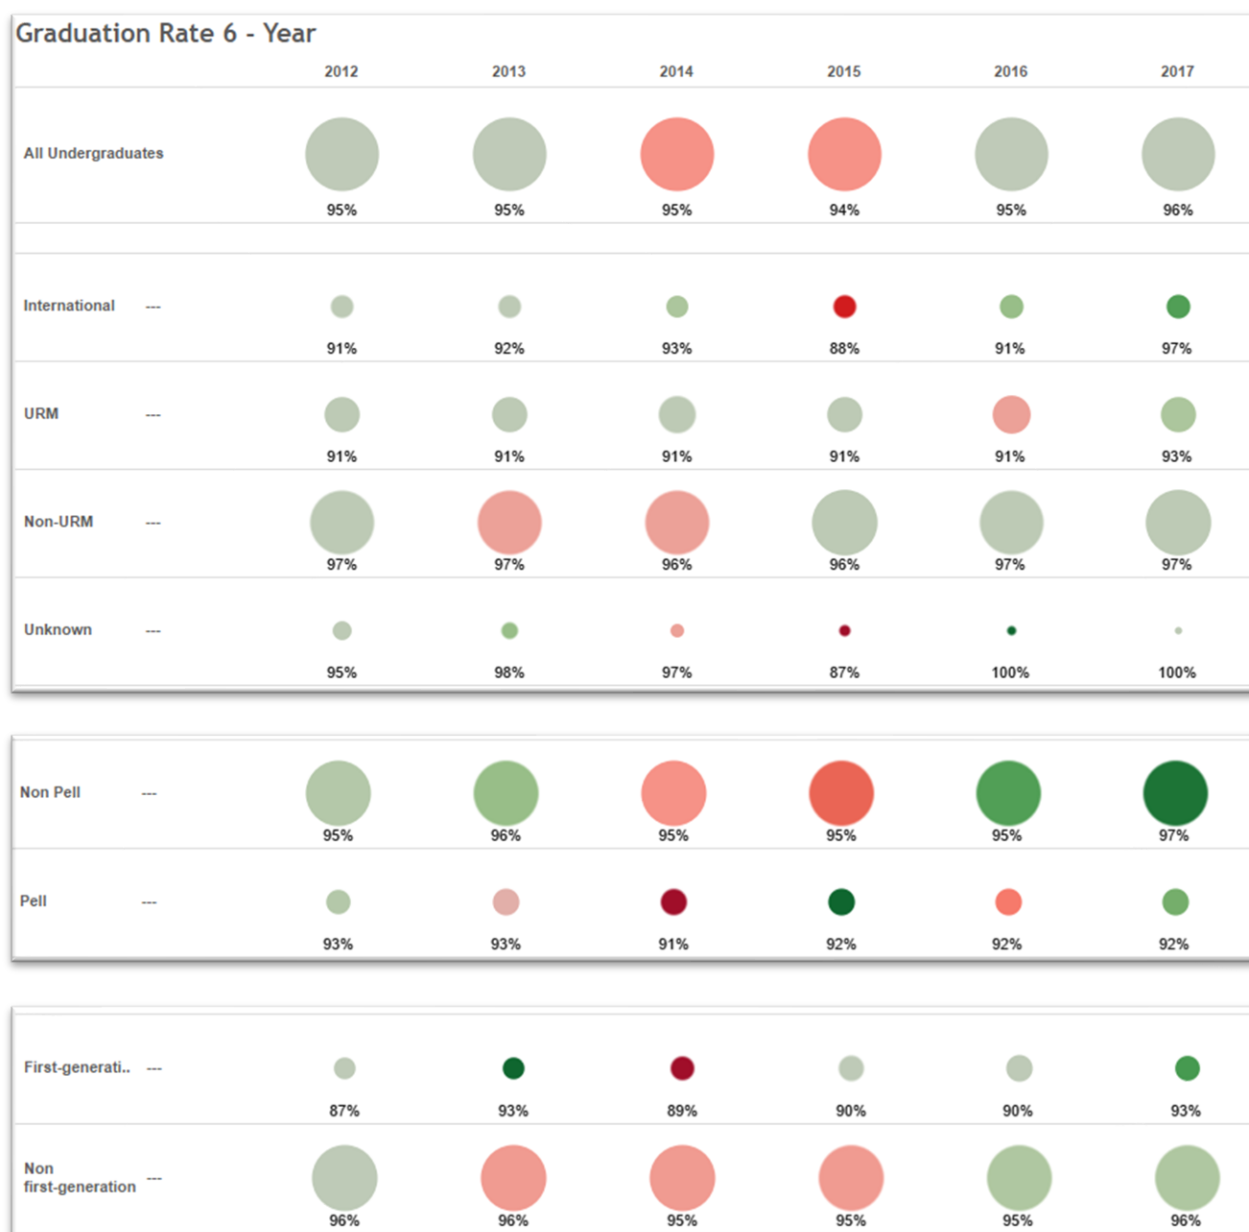 Graduation Rate 6 - Year
2012 2013 2014 2015 2016 2017
All Undergraduates
95% 95% 95% 94% 95% 96%
International ---
91% 92% 93% 88% 91% 97%
URM ---
91% 91% 91% 91% 91% 93%
Non-URM ---
97% 97% 96% 96% 97% 97%
Unknown ---
95% 98% 97% 87% 100% 100%
Non Pell ---
95% 96% 95% 95% 95% 97%
Pell ---
93% 93% 91% 92% 92% 92%
First-generati.. ---
87% 93% 89% 90% 90% 93%
Non
first-generation ---
96% 96% 95% 95% 95% 96%